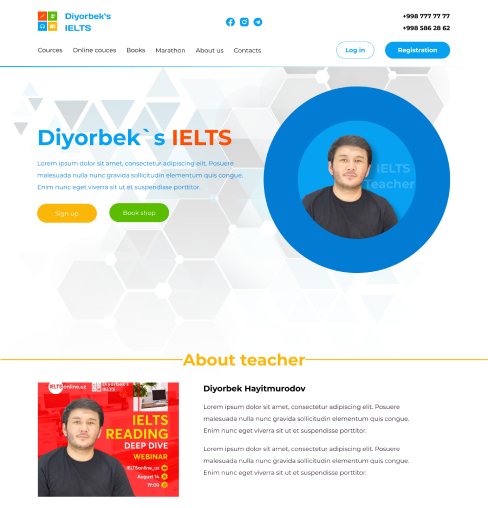 Diyorbek's
IELTS
+998 777 77 77
+998 586 28 62
Cources Online couces Books Marathon About us Contacts
Log in
Registration
Diyorbek`s IELTS
Lorem ipsum dolor sit amet, consectetur adipiscing elit. Posuere
malesuada nulla nunc gravida sollicitudin elementum quis congue.
Enim nunc eget viverra sit ut et suspendisse porttitor.
Sign up
Book shop
IELTS
Teacher
About teacher
IELTSonline.uz
Diyorbek's
IELTS
IELTS
READING
DEEP DIVE
WEBINAR
IELTSonline_uz
August 14
19:00
Diyorbek Hayitmurodov
Lorem ipsum dolor sit amet, consectetur adipiscing elit. Posuere
malesuada nulla nunc gravida sollicitudin elementum quis congue.
Enim nunc eget viverra sit ut et suspendisse porttitor.
Lorem ipsum dolor sit amet, consectetur adipiscing elit. Posuere
malesuada nulla nunc gravida sollicitudin elementum quis congue.
Enim nunc eget viverra sit ut et suspendisse porttitor.